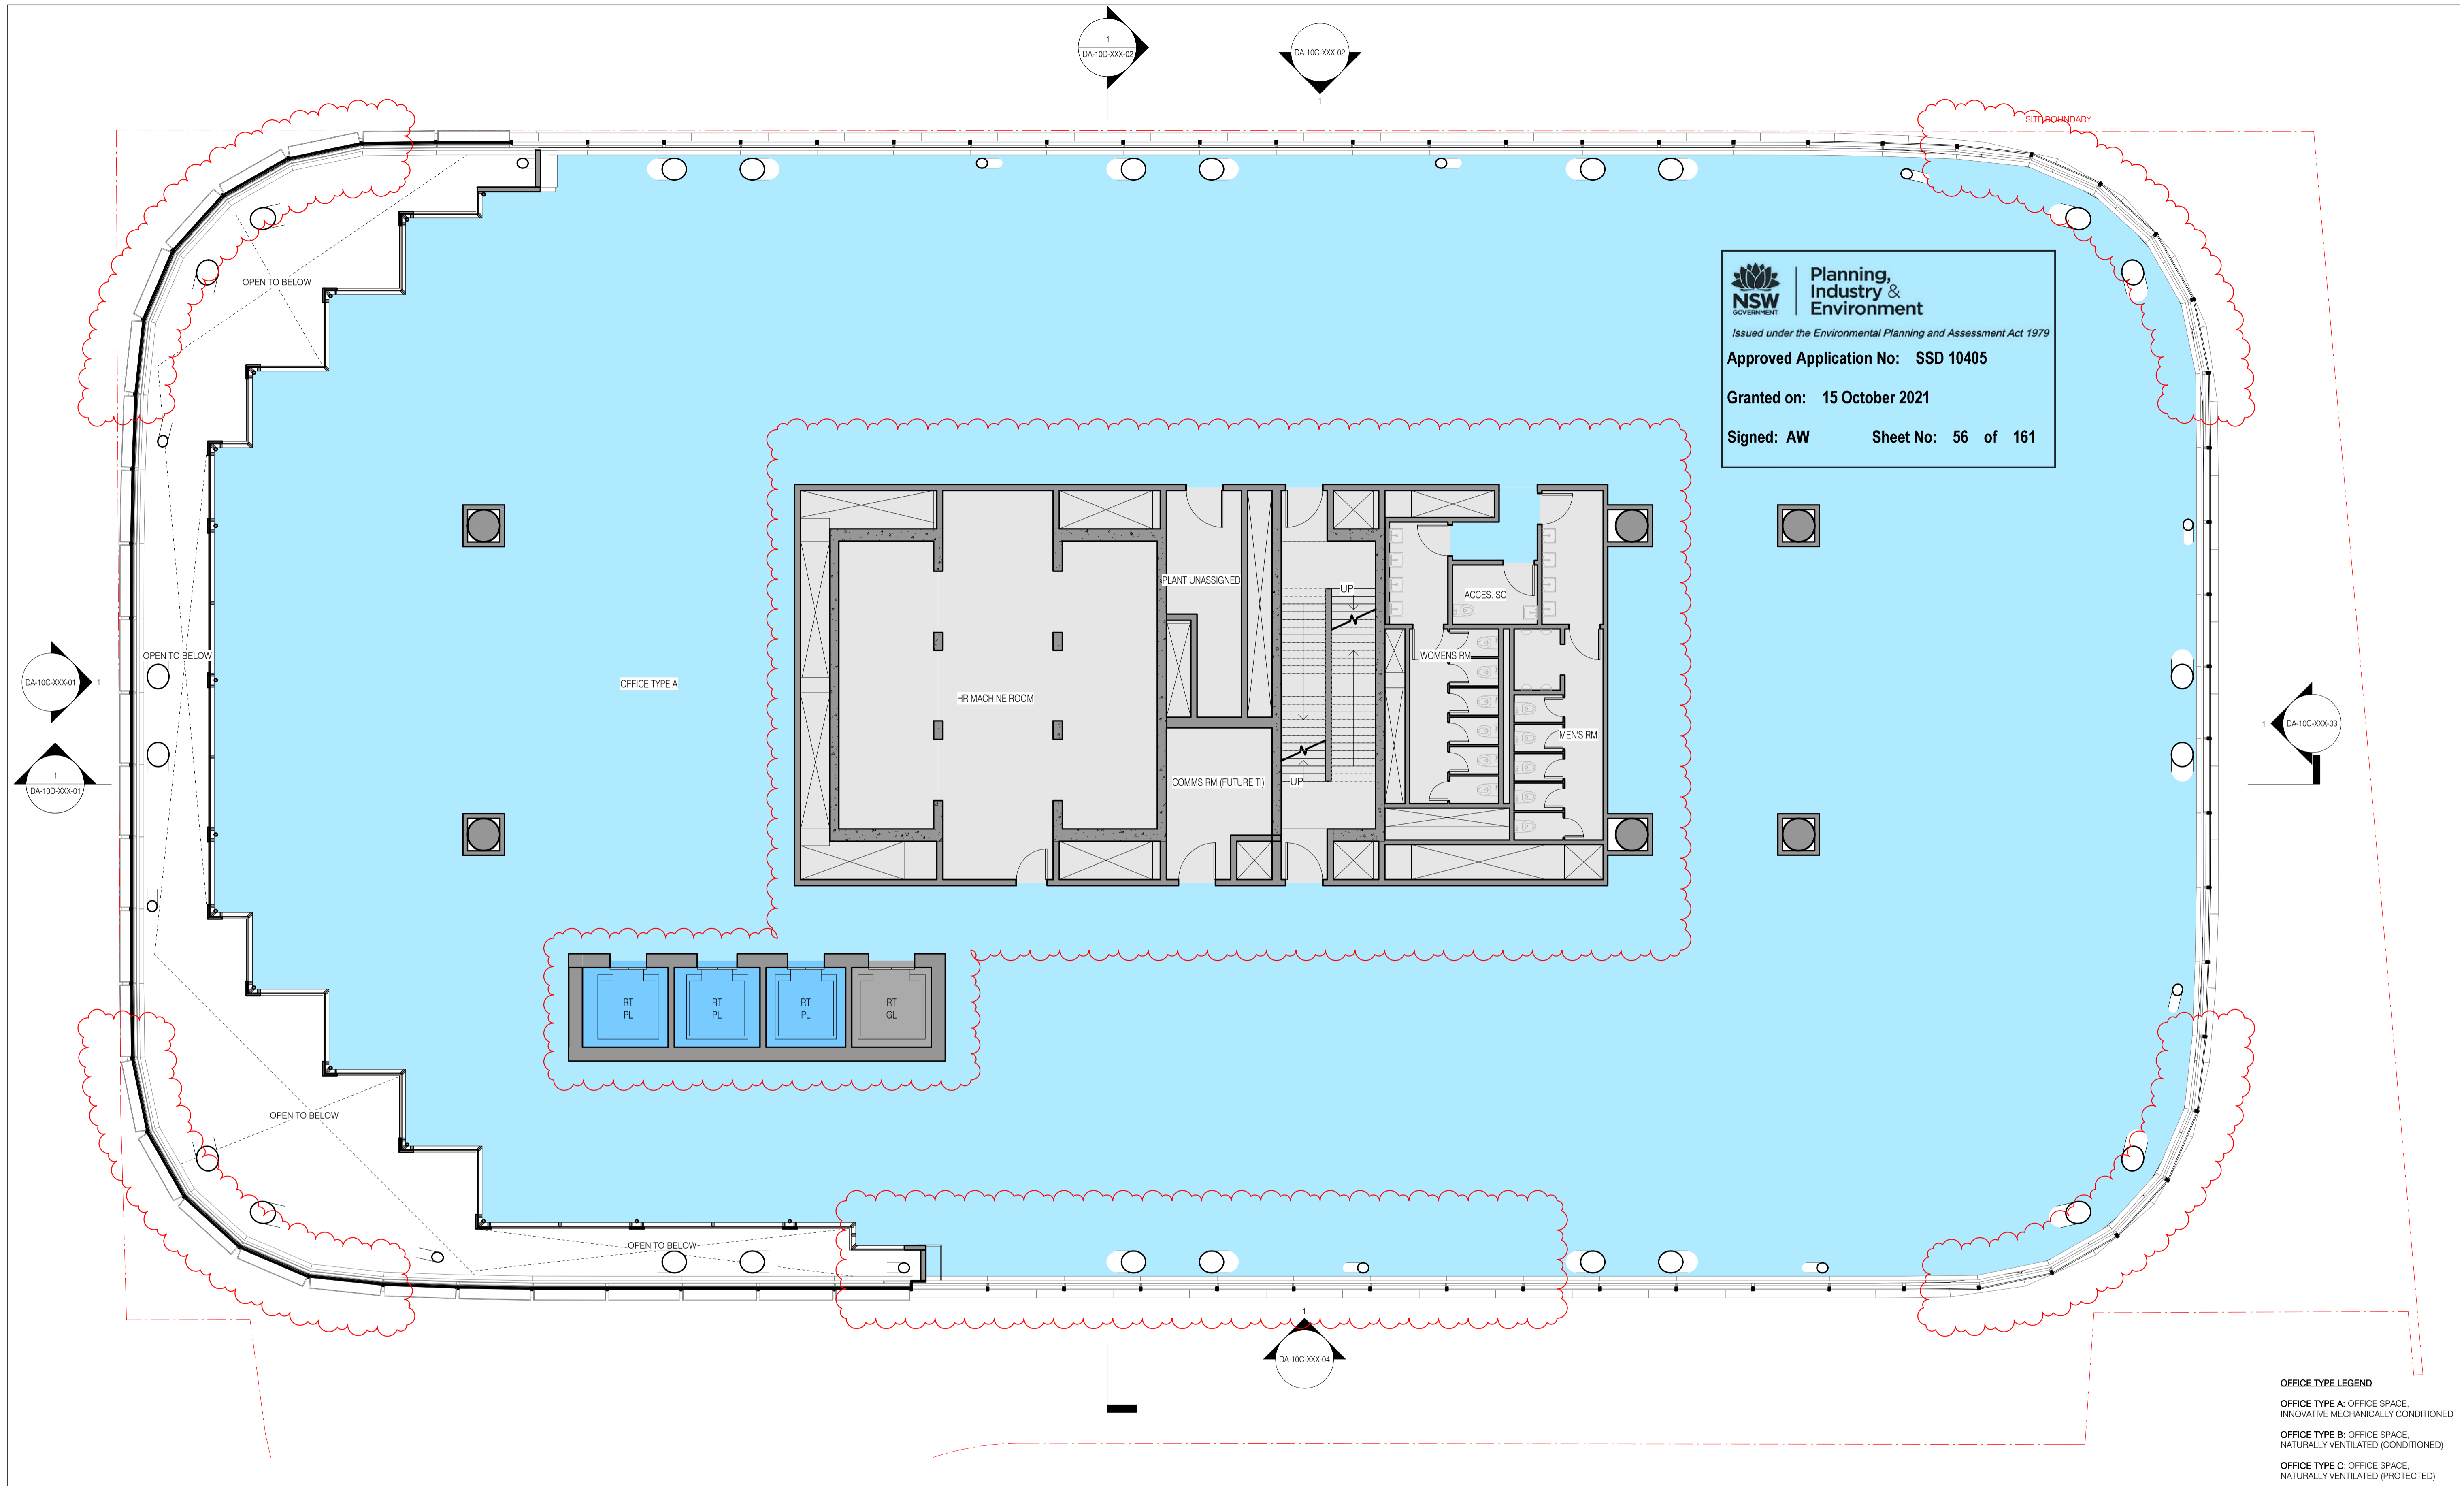 1
DA-10D-XXX-02
DA-10C-XXX-02
1
SITE BOUNDARY
OPEN TO BELOW
NSW
GOVERNMENT
Planning,
Industry &
Environment
Issued under the Environmental Planning and Assessment Act 1979
Approved Application No: SSD 10405
Granted on: 15 October 2021
Signed: AW Sheet No: 56 of 161
PLANT UNASSIGNED
UP
ACCES. SC
OPEN TO BELOW
WOMENS RM
DA-10C-XXX-01
1
OFFICE TYPE A
HR MACHINE ROOM
MEN'S RM
1
DA-10C-XXX-03
1
DA-10D-XXX-01
COMMS RM (FUTURE TI)
UP
RT
PL
RT
PL
RT
PL
RT
GL
OPEN TO BELOW
OPEN TO BELOW
1
DA-10C-XXX-04
OFFICE TYPE LEGEND
OFFICE TYPE A: OFFICE SPACE,
INNOVATIVE MECHANICALLY CONDITIONED
OFFICE TYPE B: OFFICE SPACE,
NATURALLY VENTILATED (CONDITIONED)
OFFICE TYPE C: OFFICE SPACE,
NATURALLY VENTILATED (PROTECTED)